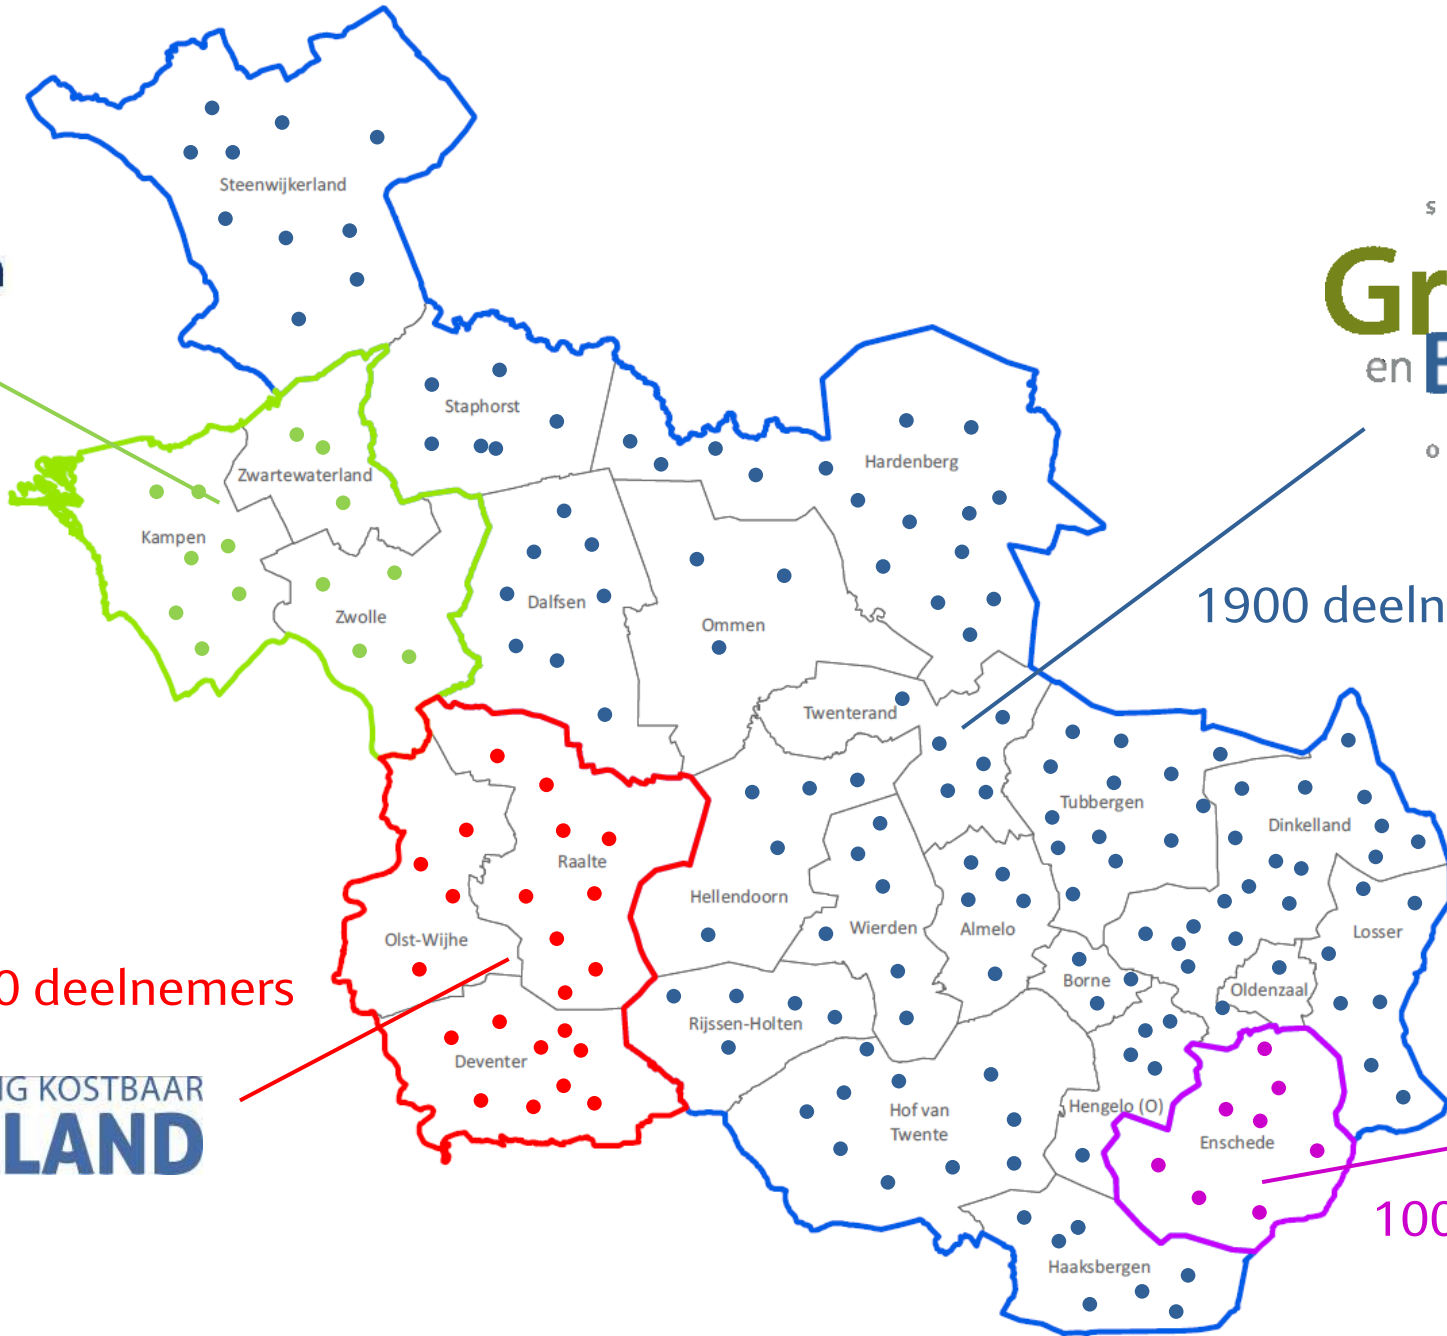 Steenwijkerland
s
Gr
en
Staphorst
Hardenberg
o
Zwartewaterland
Kampen
Dalfsen
1900 deeln
Zwolle
Ommen
Twenterand
Tubbergen
Dinkelland
Raalte
Hellendoorn
Wierden
Almelo
Losser
Olst-Wijhe
Borne
Oldenzaal
0 deelnemers
Rijssen-Holten
Deventer
IG KOSTBAAR
LAND
Hof van
Twente
Hengelo (O)
Enschede
100
Haaksbergen